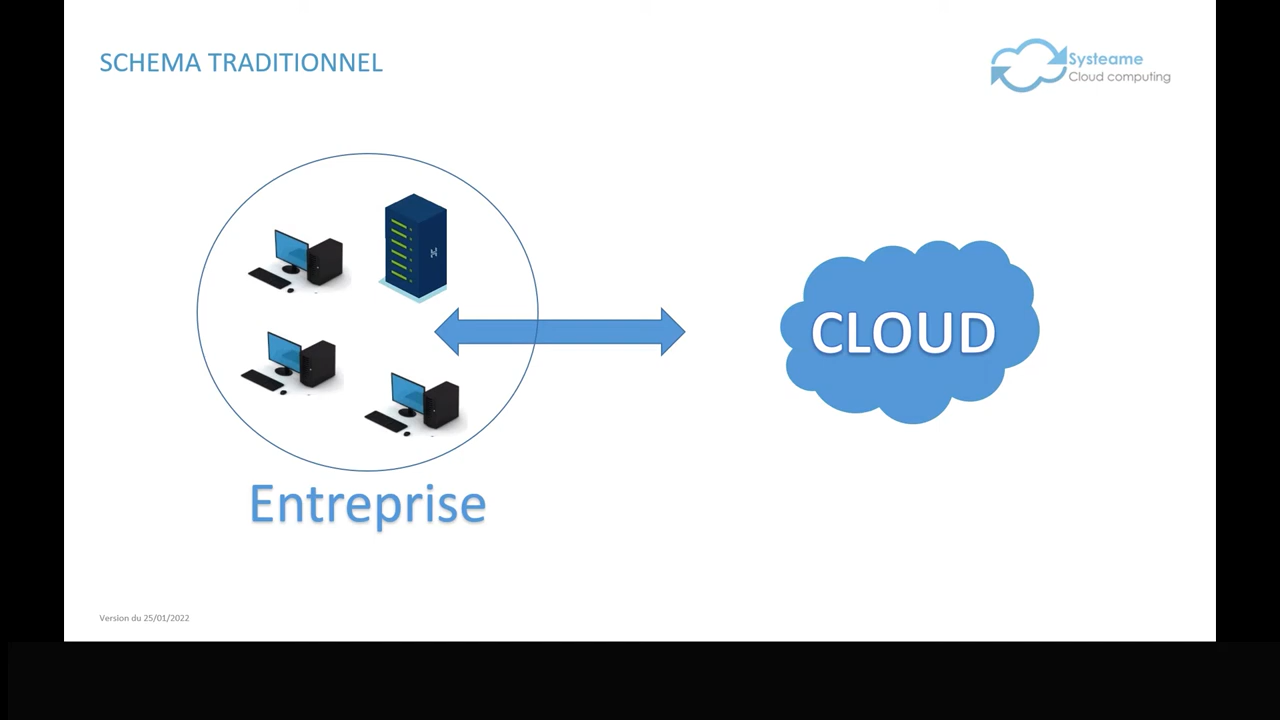 SCHEMA TRADITIONNEL
Systeame
Cloud computing
CLOUD
Entreprise
Version du 25/01/2022